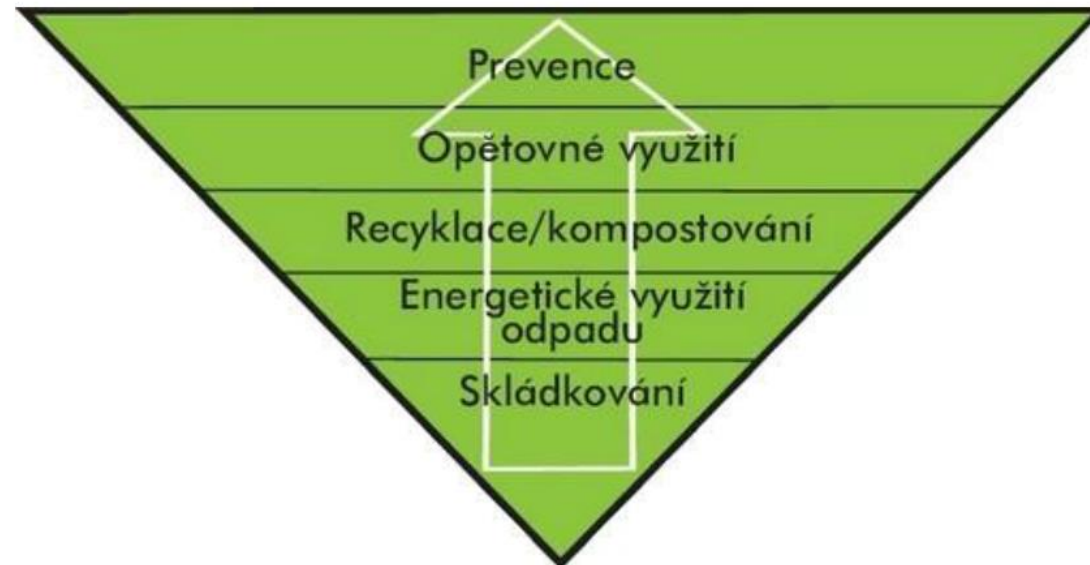 Prevence
Opětovné využití
Recyklace/kompostování
Energetické využití
odpadu
Skládkování